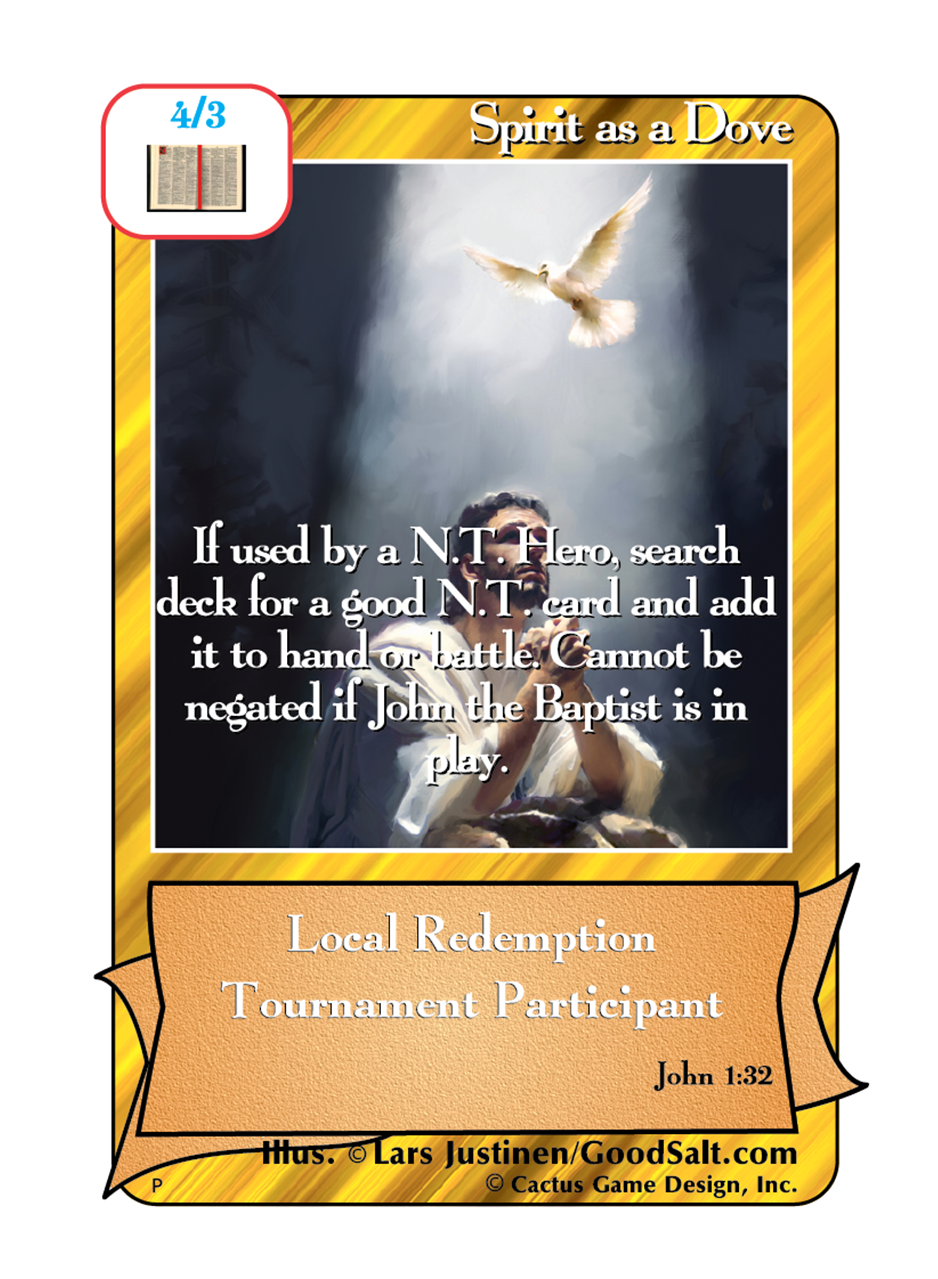 4/3
Spirit as a Dove
If used by a N.T. Hero, search
deck for a good N.T. card and add
it to hand or battle. Cannot be
negated if John the Baptist is in
play.
Local Redemption
Tournament Participant
John 1:32
Illus. © Lars Justinen/GoodSalt.com
P
© Cactus Game Design, Inc.